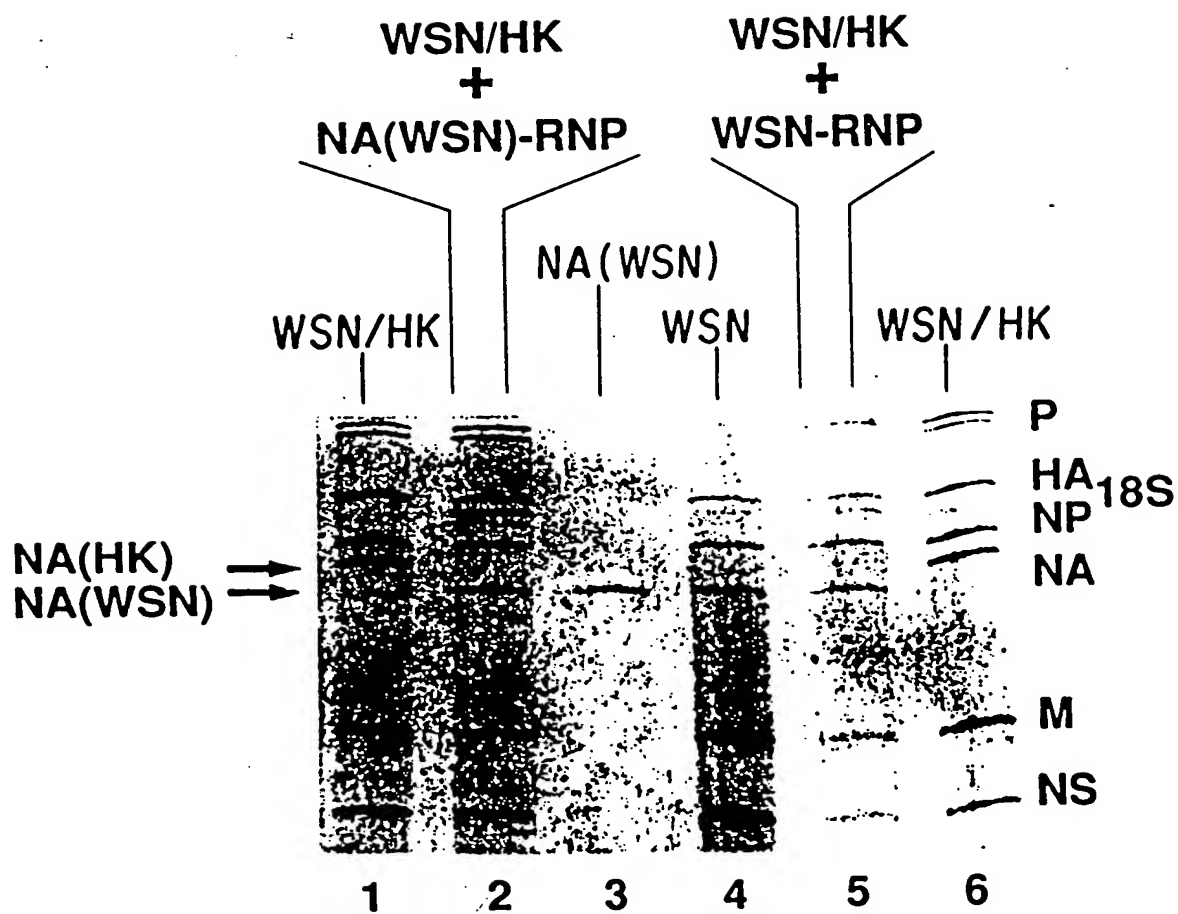 WSN/HK
+
NA(WSN)-RNP
WSN/HK
+
WSN-RNP
NA(WSN)
WSN/HK
WSN
WSN/HK
P
HA
18S
NP
NA
M
NS
NA(HK)
NA(WSN)
1 2 3 4 5 6